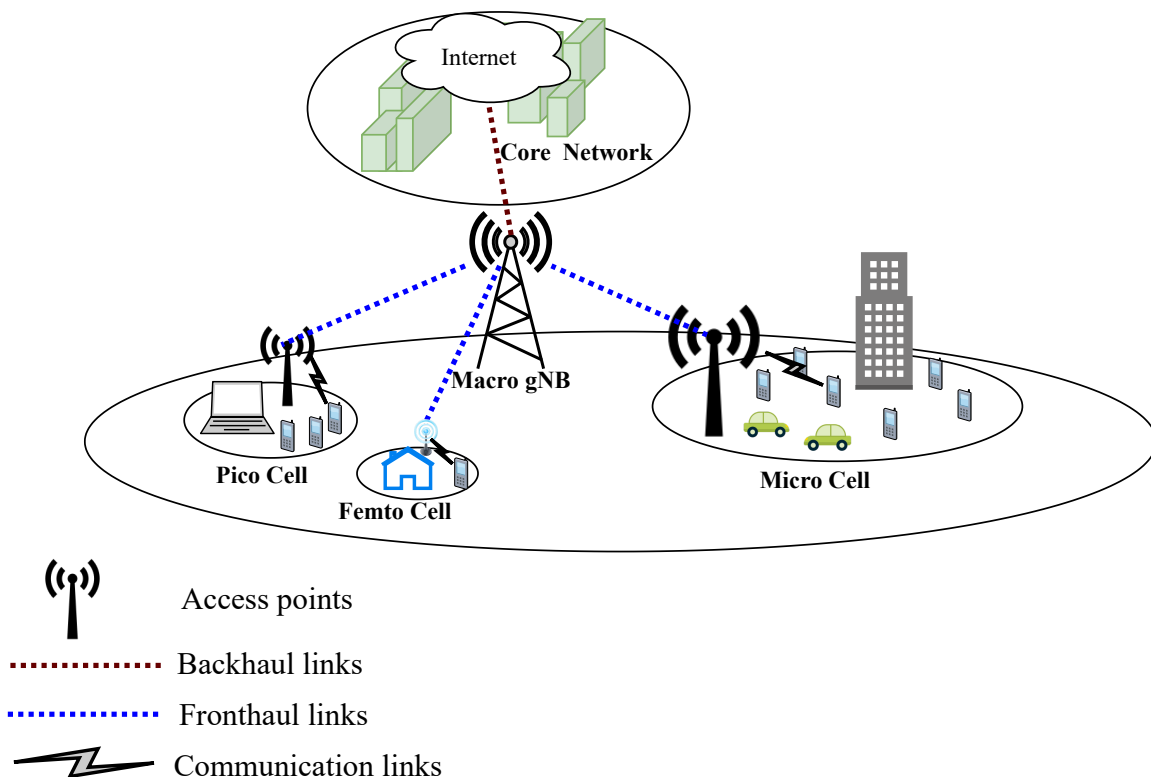 Internet
Core Network
Macro gNB
Pico Cell
Femto Cell
Micro Cell
Access points
Backhaul links
Fronthaul links
Communication links